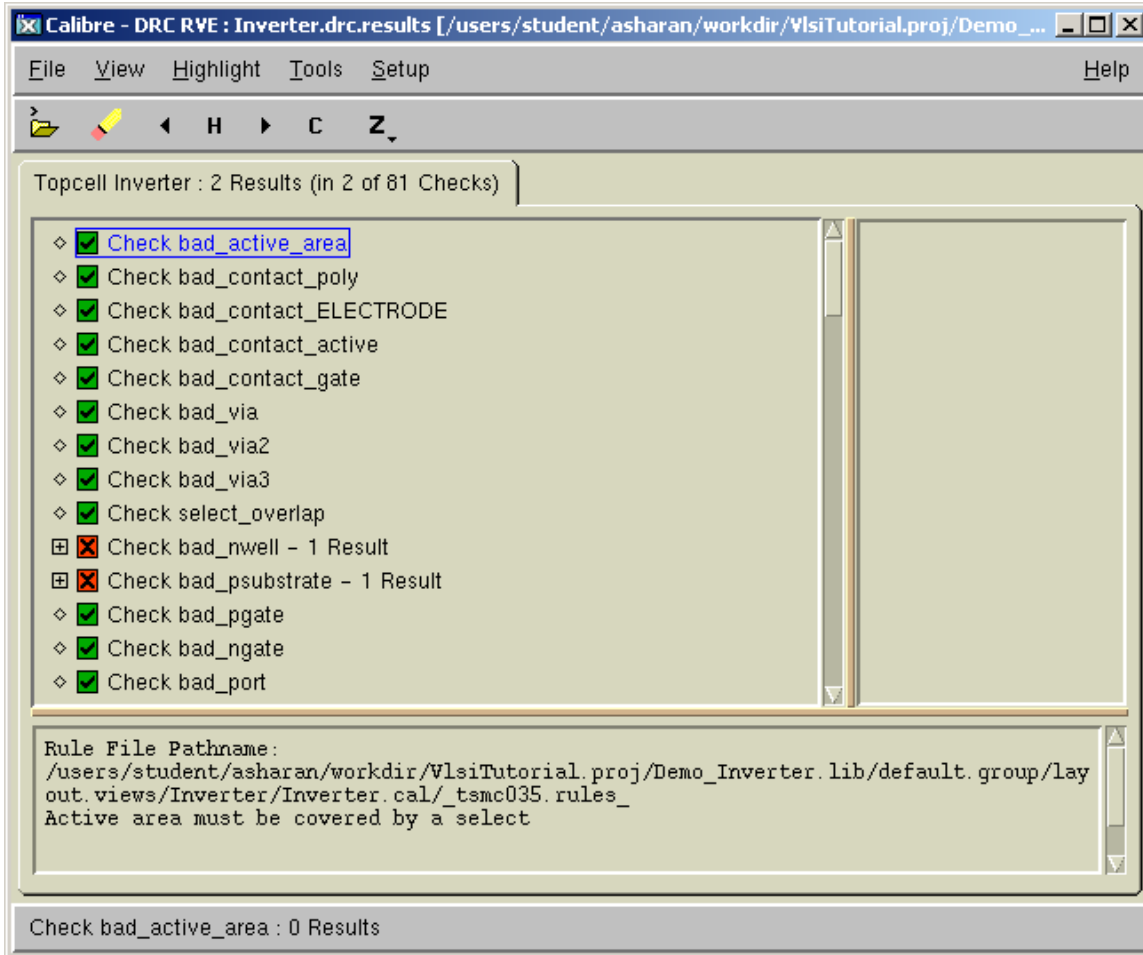 Calibre - DRC RVE : Inverter.drc.results [/users/student/asharan/workdir/VlsiTutorial.proj/Demo_...
File View Highlight Tools Setup Help
H C Z
Topcell Inverter : 2 Results (in 2 of 81 Checks)
Check bad_active_area
Check bad_contact_poly
Check bad_contact_ELECTRODE
Check bad_contact_active
Check bad_contact_gate
Check bad_via
Check bad_via2
Check bad_via3
Check select_overlap
Check bad_nwell - 1 Result
Check bad_psubstrate - 1 Result
Check bad_pgate
Check bad_ngate
Check bad_port
Rule File Pathname:
/users/student/asharan/workdir/VlsiTutorial.proj/Demo_Inverter.lib/default.group/lay
out.views/Inverter/Inverter.cal/_tsmc035.rules_
Active area must be covered by a select
Check bad_active_area : 0 Results